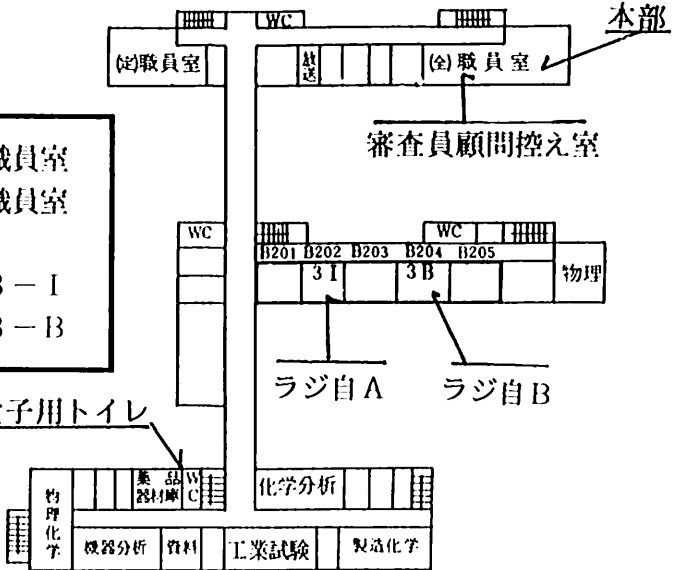 本部
WC
(定)職員室
放送
(全)職員室
審査員顧問控え室
職員室
職員室
3－I
3－B
WC
WC
B201 B202 B203 B204 B205
3 I
3 B
物理
ラジ自A
ラジ自B
女子用トイレ
薬品
器材庫
WC
化学分析
物理化学
機器分析
資料
工業試験
製造化学